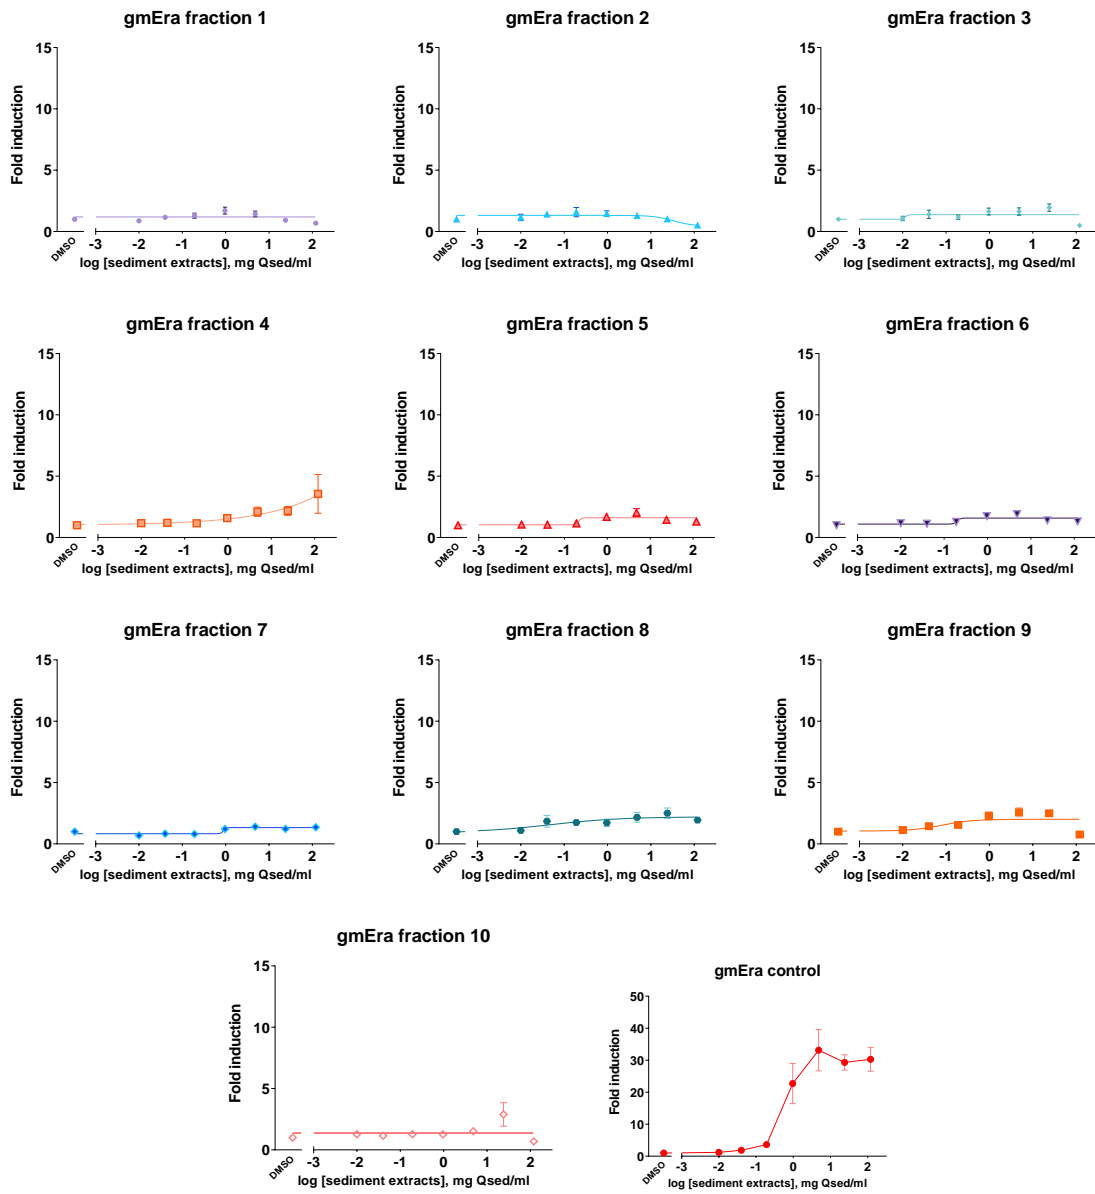 gmEra fraction 1
15
10
5
0
Fold induction
DMSO
-3 -2 -1 0 1 2
log [sediment extracts], mg Qsed/ml
gmEra fraction 2
15
10
5
0
Fold induction
DMSO
-3 -2 -1 0 1 2
log [sediment extracts], mg Qsed/ml
gmEra fraction 3
15
10
5
0
Fold induction
DMSO
-3 -2 -1 0 1 2
log [sediment extracts], mg Qsed/ml
gmEra fraction 4
15
10
5
0
Fold induction
DMSO
-3 -2 -1 0 1 2
log [sediment extracts], mg Qsed/ml
gmEra fraction 5
15
10
5
0
Fold induction
DMSO
-3 -2 -1 0 1 2
log [sediment extracts], mg Qsed/ml
gmEra fraction 6
15
10
5
0
Fold induction
DMSO
-3 -2 -1 0 1 2
log [sediment extracts], mg Qsed/ml
gmEra fraction 7
15
10
5
0
Fold induction
DMSO
-3 -2 -1 0 1 2
log [sediment extracts], mg Qsed/ml
gmEra fraction 8
15
10
5
0
Fold induction
DMSO
-3 -2 -1 0 1 2
log [sediment extracts], mg Qsed/ml
gmEra fraction 9
15
10
5
0
Fold induction
DMSO
-3 -2 -1 0 1 2
log [sediment extracts], mg Qsed/ml
gmEra fraction 10
15
10
5
0
Fold induction
DMSO
-3 -2 -1 0 1 2
log [sediment extracts], mg Qsed/ml
gmEra control
50
40
30
20
10
0
Fold induction
DMSO
-3 -2 -1 0 1 2
log [sediment extracts], mg Qsed/ml